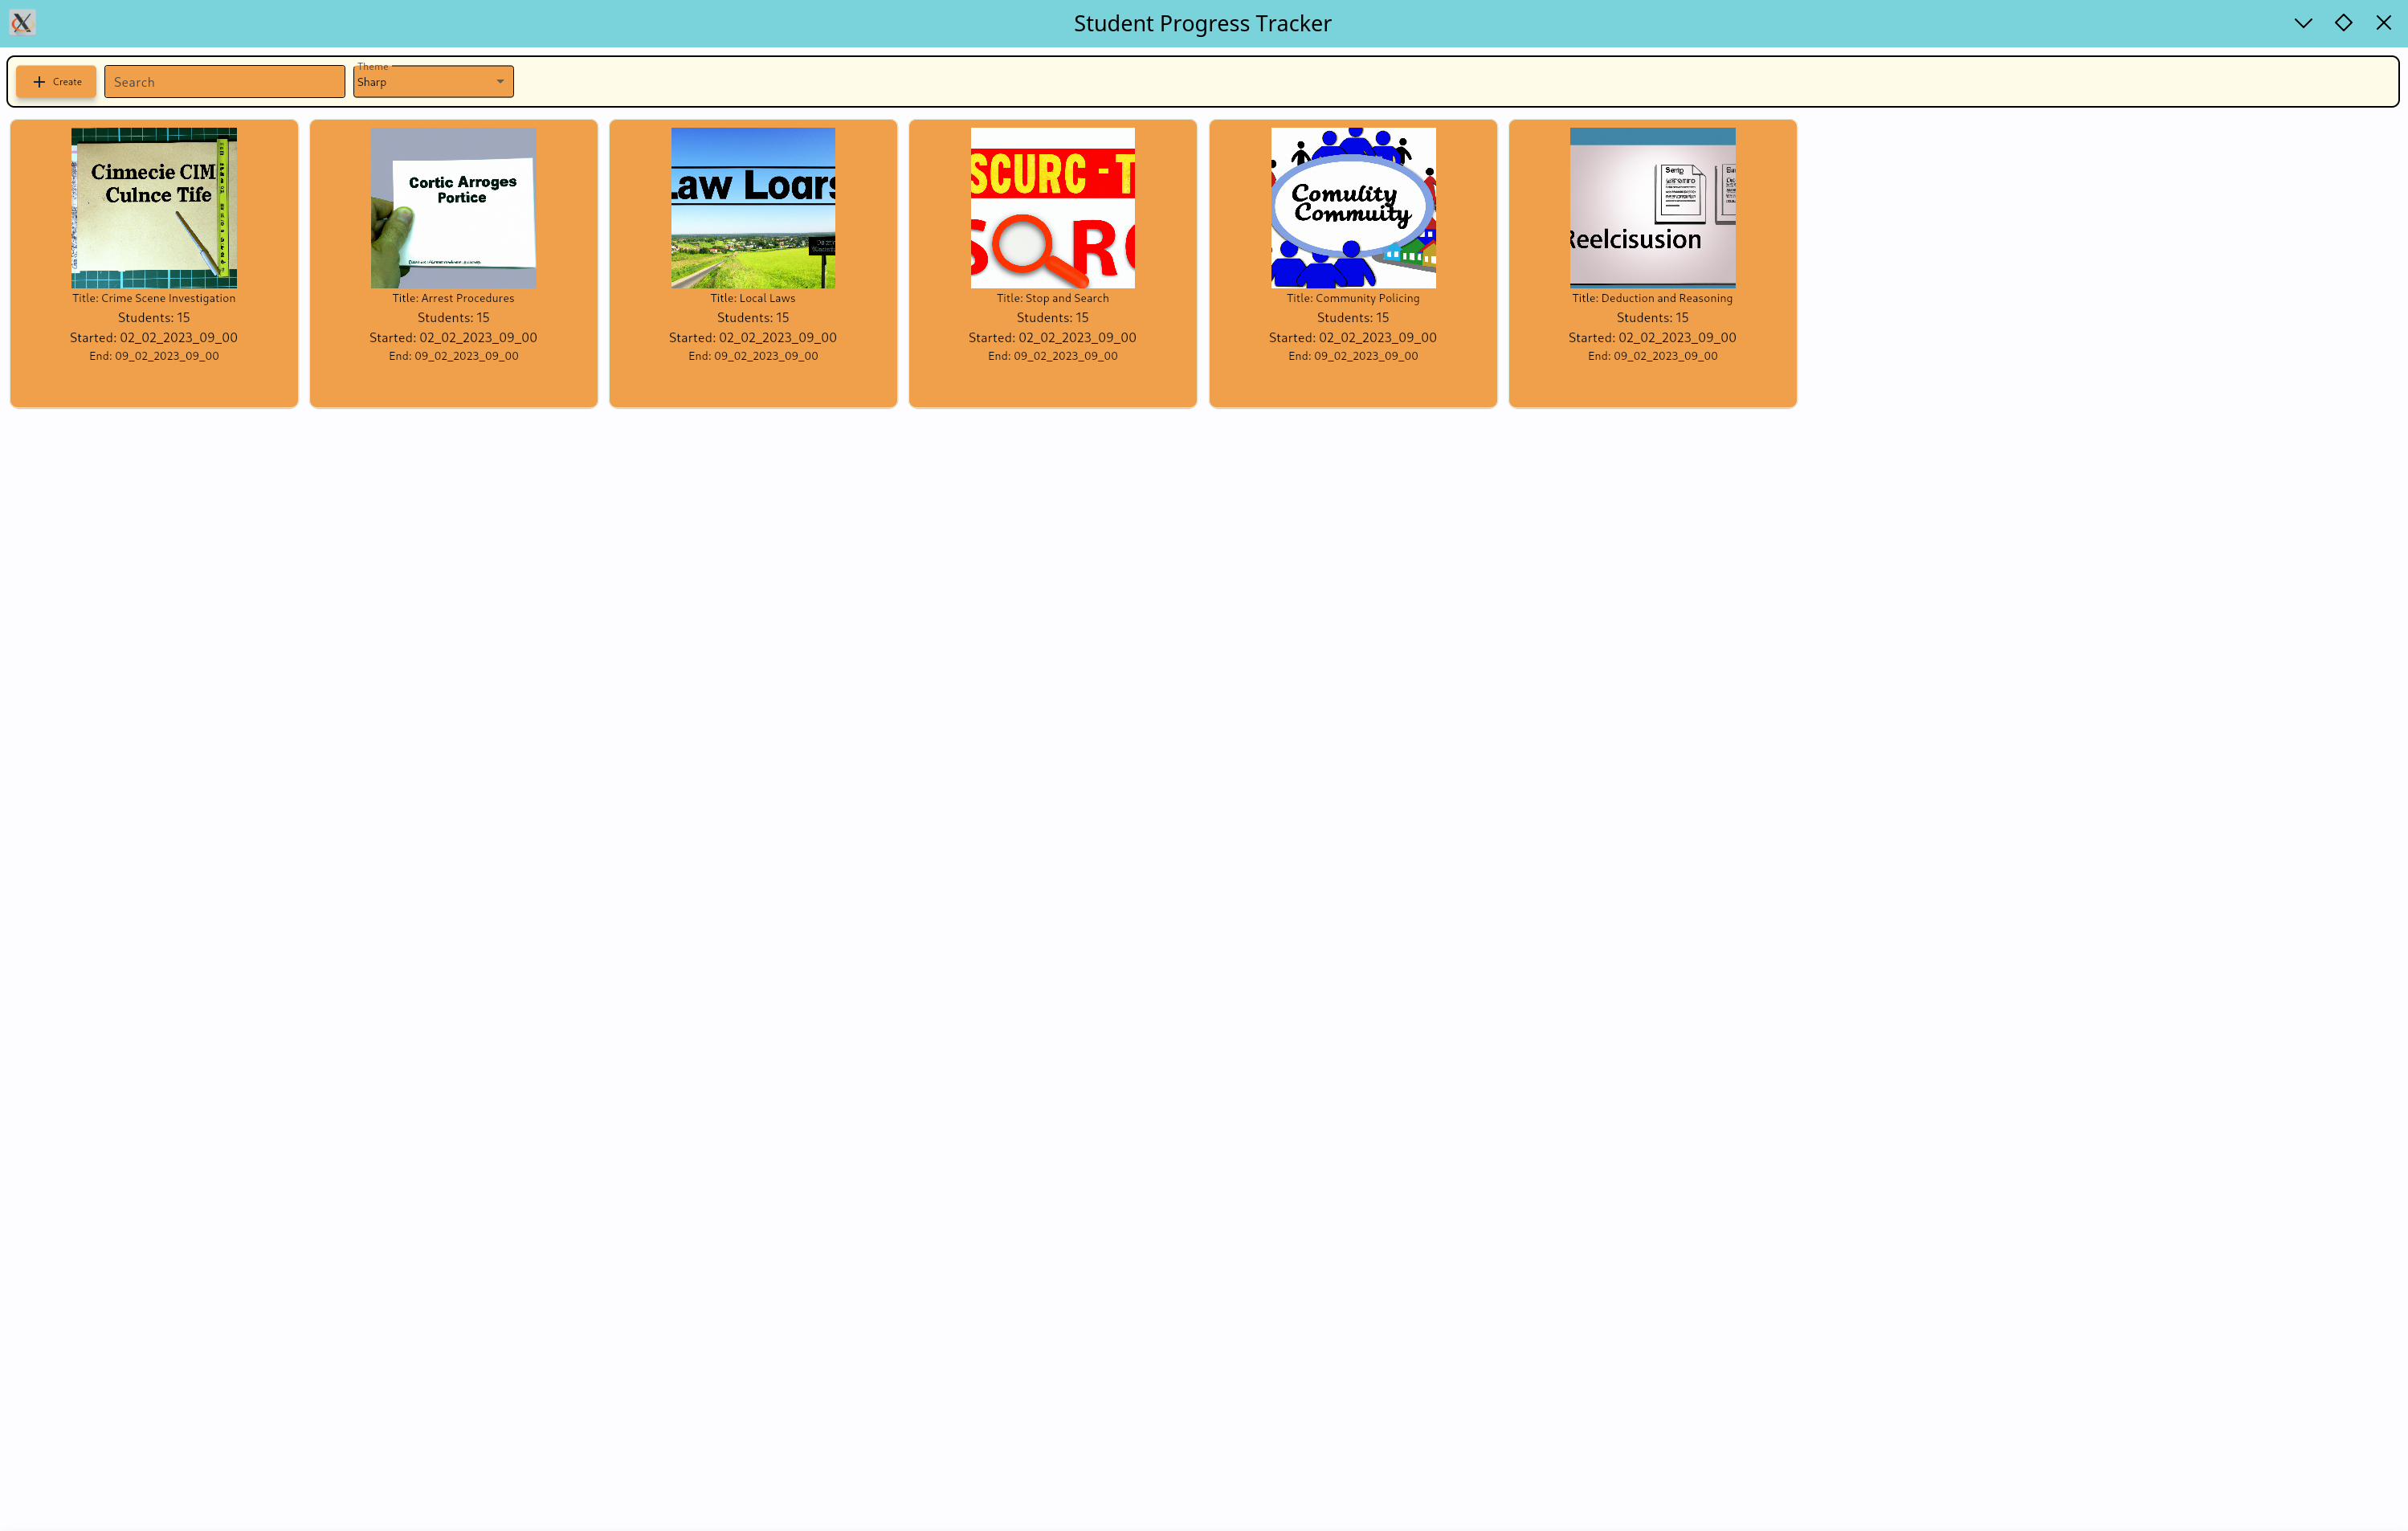 Student Progress Tracker
Create
Search
Theme
Sharp
Cinnecie CIM
Culnce Tife
Title: Crime Scene Investigation
Students: 15
Started: 02_02_2023_09_00
End: 09_02_2023_09_00
Cortic Arroges
Portice
Title: Arrest Procedures
Students: 15
Started: 02_02_2023_09_00
End: 09_02_2023_09_00
aw Loars
Title: Local Laws
Students: 15
Started: 02_02_2023_09_00
End: 09_02_2023_09_00
SCURC - T
S RC
Title: Stop and Search
Students: 15
Started: 02_02_2023_09_00
End: 09_02_2023_09_00
Comulity
Commuity
Title: Community Policing
Students: 15
Started: 02_02_2023_09_00
End: 09_02_2023_09_00
Reelcisusion
Title: Deduction and Reasoning
Students: 15
Started: 02_02_2023_09_00
End: 09_02_2023_09_00